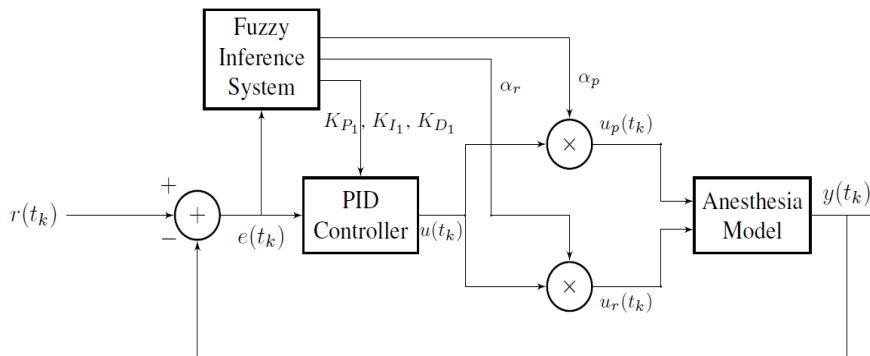 Fuzzy
Inference
System
α_r
α_p
K_{P_1}, K_{I_1}, K_{D_1}
×
u_p(t_k)
r(t_k)
+
+
−
e(t_k)
PID
Controller
u(t_k)
Anesthesia
Model
y(t_k)
×
u_r(t_k)